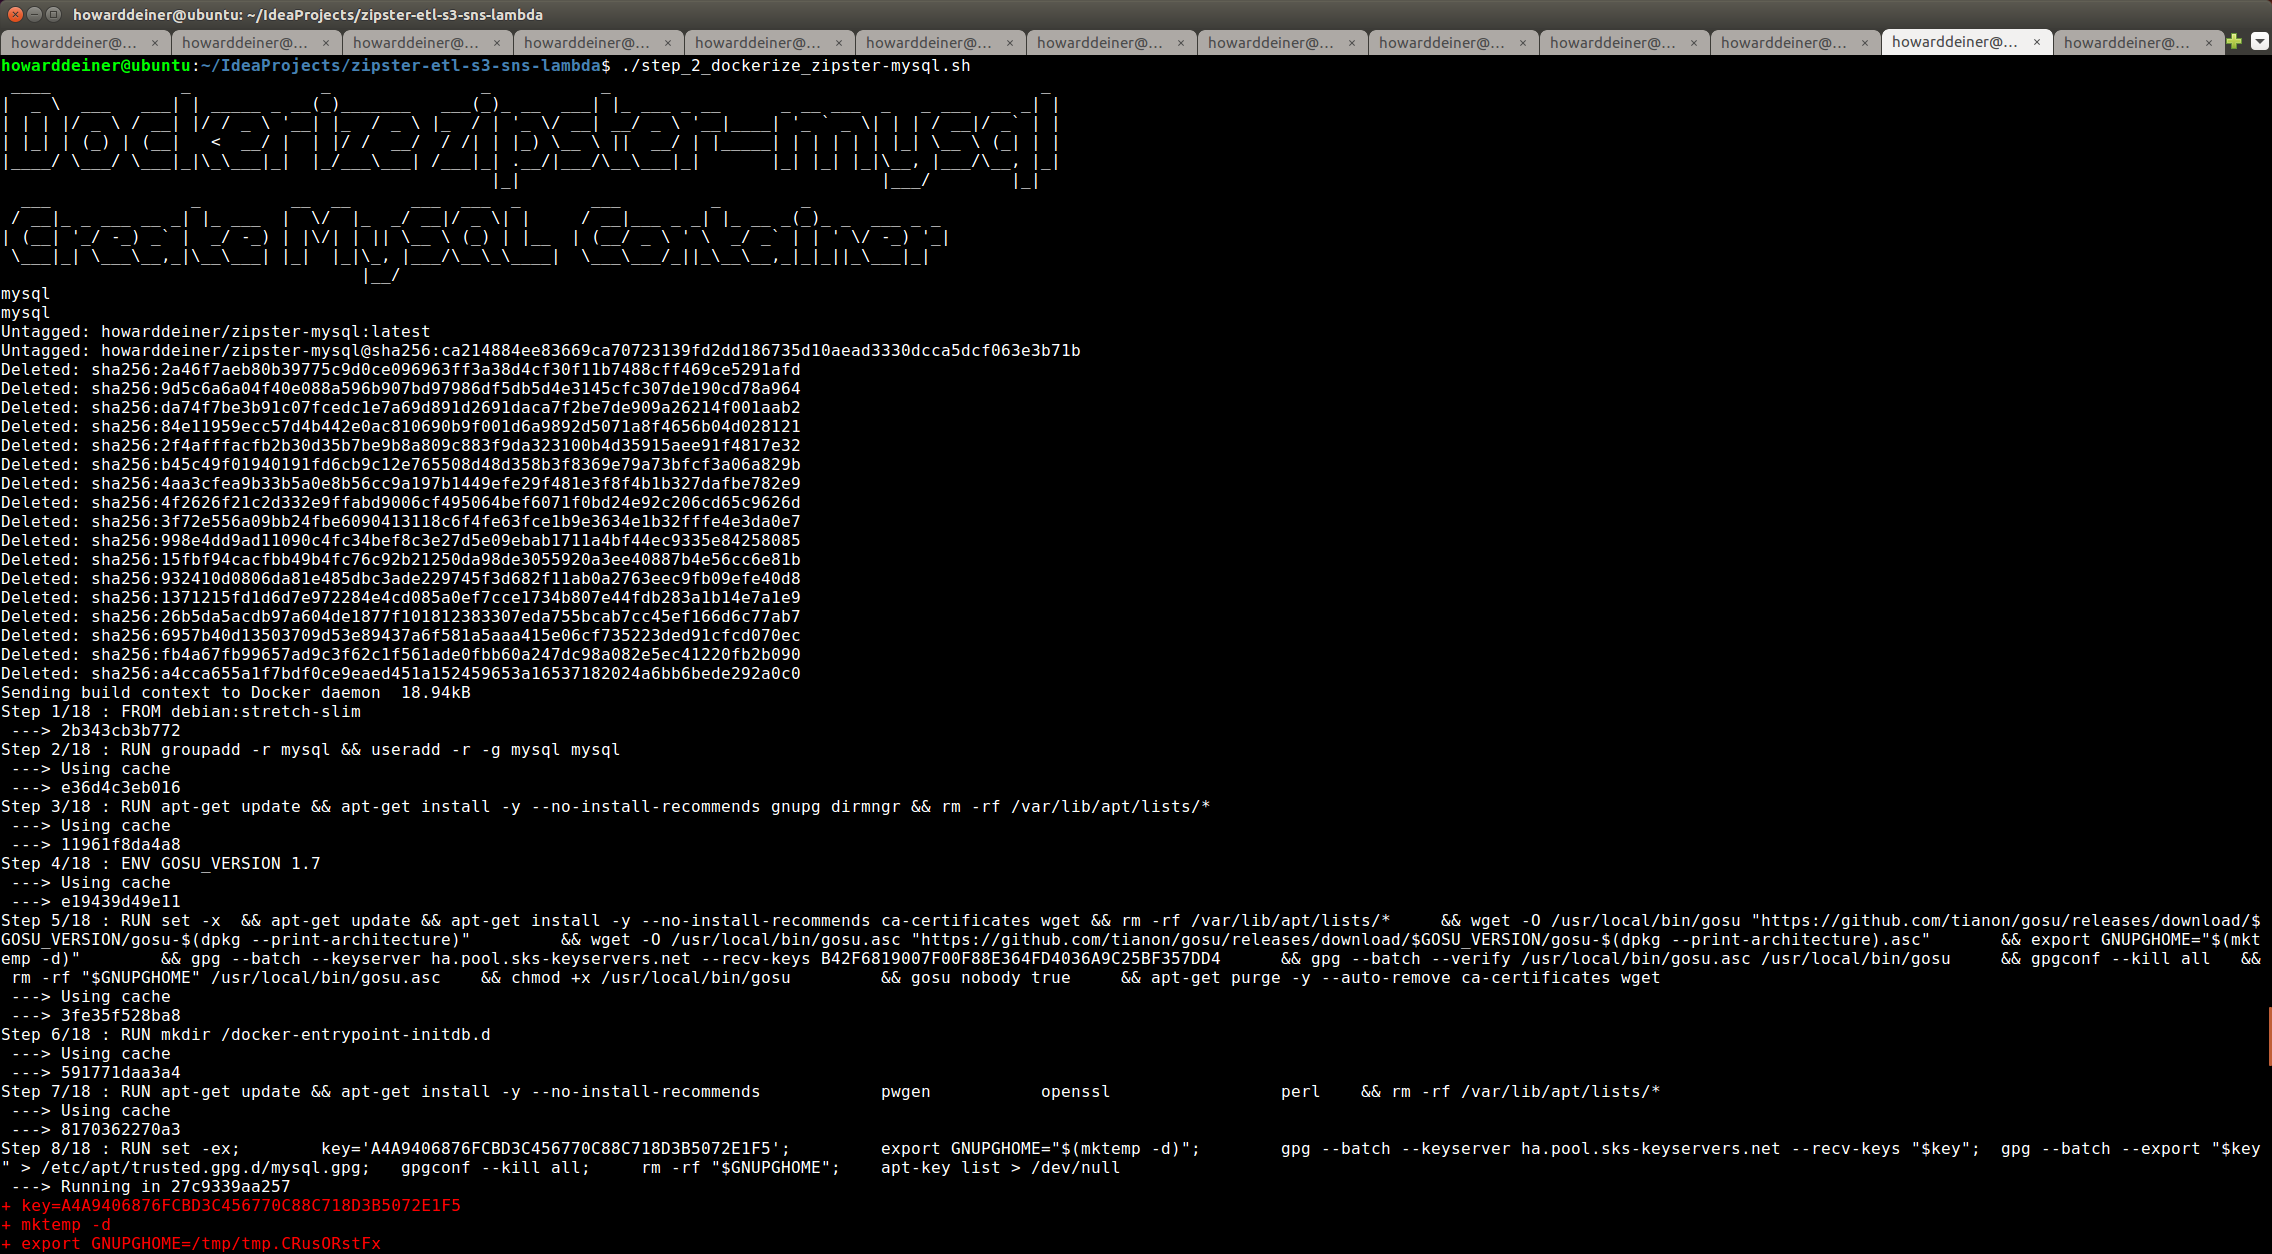 howarddeiner@ubuntu: ~/IdeaProjects/zipster-etl-s3-sns-lambda
howarddeiner@... × howarddeiner@... × howarddeiner@... × howarddeiner@... × howarddeiner@... × howarddeiner@... × howarddeiner@... × howarddeiner@... × howarddeiner@... × howarddeiner@... × howarddeiner@... × howarddeiner@... × howarddeiner@... ×
howarddeiner@ubuntu:~/IdeaProjects/zipster-etl-s3-sns-lambda$ ./step_2_dockerize_zipster-mysql.sh
Dockerize zipster-mysql
Create MySQL Container
mysql
mysql
Untagged: howarddeiner/zipster-mysql:latest
Untagged: howarddeiner/zipster-mysql@sha256:ca214884ee83669ca70723139fd2dd186735d10aead3330dcca5dcf063e3b71b
Deleted: sha256:2a46f7aeb80b39775c9d0ce096963ff3a38d4cf30f11b7488cff469ce5291afd
Deleted: sha256:9d5c6a6a04f40e088a596b907bd97986df5db5d4e3145cfc307de190cd78a964
Deleted: sha256:da74f7be3b91c07fcedc1e7a69d891d2691daca7f2be7de909a26214f001aab2
Deleted: sha256:84e11959ecc57d4b442e0ac810690b9f001d6a9892d5071a8f4656b04d028121
Deleted: sha256:2f4afffacfb2b30d35b7be9b8a809c883f9da323100b4d35915aee91f4817e32
Deleted: sha256:b45c49f01940191fd6cb9c12e765508d48d358b3f8369e79a73bfcf3a06a829b
Deleted: sha256:4aa3cfea9b33b5a0e8b56cc9a197b1449efe29f481e3f8f4b1b327dafbe782e9
Deleted: sha256:4f2626f21c2d332e9ffabd9006cf495064bef6071f0bd24e92c206cd65c9626d
Deleted: sha256:3f72e556a09bb24fbe6090413118c6f4fe63fce1b9e3634e1b32fffe4e3da0e7
Deleted: sha256:998e4dd9ad11090c4fc34bef8c3e27d5e09ebab1711a4bf44ec9335e84258085
Deleted: sha256:15fbf94cacfbb49b4fc76c92b21250da98de3055920a3ee40887b4e56cc6e81b
Deleted: sha256:932410d0806da81e485dbc3ade229745f3d682f11ab0a2763eec9fb09efe40d8
Deleted: sha256:1371215fd1d6d7e972284e4cd085a0ef7cce1734b807e44fdb283a1b14e7a1e9
Deleted: sha256:26b5da5acdb97a604de1877f101812383307eda755bcab7cc45ef166d6c77ab7
Deleted: sha256:6957b40d13503709d53e89437a6f581a5aaa415e06cf735223ded91cfcd070ec
Deleted: sha256:fb4a67fb99657ad9c3f62c1f561ade0fbb60a247dc98a082e5ec41220fb2b090
Deleted: sha256:a4cca655a1f7bdf0ce9eaed451a152459653a16537182024a6bb6bede292a0c0
Sending build context to Docker daemon  18.94kB
Step 1/18 : FROM debian:stretch-slim
 ---> 2b343cb3b772
Step 2/18 : RUN groupadd -r mysql && useradd -r -g mysql mysql
 ---> Using cache
 ---> e36d4c3eb016
Step 3/18 : RUN apt-get update && apt-get install -y --no-install-recommends gnupg dirmngr && rm -rf /var/lib/apt/lists/*
 ---> Using cache
 ---> 11961f8da4a8
Step 4/18 : ENV GOSU_VERSION 1.7
 ---> Using cache
 ---> e19439d49e11
Step 5/18 : RUN set -x  && apt-get update && apt-get install -y --no-install-recommends ca-certificates wget && rm -rf /var/lib/apt/lists/*     && wget -O /usr/local/bin/gosu "https://github.com/tianon/gosu/releases/download/$
GOSU_VERSION/gosu-$(dpkg --print-architecture)"         && wget -O /usr/local/bin/gosu.asc "https://github.com/tianon/gosu/releases/download/$GOSU_VERSION/gosu-$(dpkg --print-architecture).asc"       && export GNUPGHOME="$(mkt
emp -d)"        && gpg --batch --keyserver ha.pool.sks-keyservers.net --recv-keys B42F6819007F00F88E364FD4036A9C25BF357DD4      && gpg --batch --verify /usr/local/bin/gosu.asc /usr/local/bin/gosu     && gpgconf --kill all   &&
 rm -rf "$GNUPGHOME" /usr/local/bin/gosu.asc    && chmod +x /usr/local/bin/gosu         && gosu nobody true     && apt-get purge -y --auto-remove ca-certificates wget
 ---> Using cache
 ---> 3fe35f528ba8
Step 6/18 : RUN mkdir /docker-entrypoint-initdb.d
 ---> Using cache
 ---> 591771daa3a4
Step 7/18 : RUN apt-get update && apt-get install -y --no-install-recommends            pwgen           openssl                 perl    && rm -rf /var/lib/apt/lists/*
 ---> Using cache
 ---> 8170362270a3
Step 8/18 : RUN set -ex;        key='A4A9406876FCBD3C456770C88C718D3B5072E1F5';         export GNUPGHOME="$(mktemp -d)";        gpg --batch --keyserver ha.pool.sks-keyservers.net --recv-keys "$key";  gpg --batch --export "$key
" > /etc/apt/trusted.gpg.d/mysql.gpg;   gpgconf --kill all;     rm -rf "$GNUPGHOME";    apt-key list > /dev/null
 ---> Running in 27c9339aa257
+ key=A4A9406876FCBD3C456770C88C718D3B5072E1F5
+ mktemp -d
+ export GNUPGHOME=/tmp/tmp.CRusORstFx